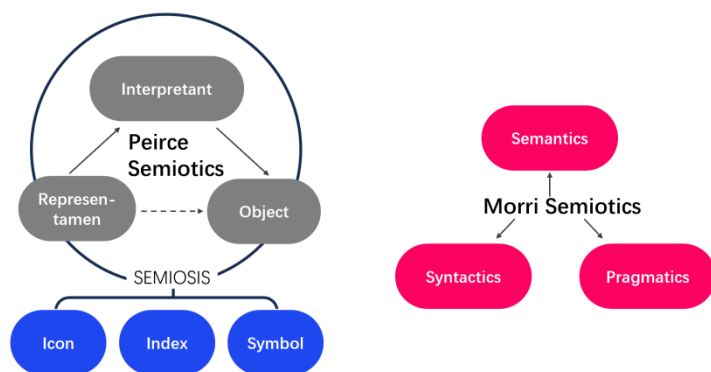 Interpretant
Peirce
Semiotics
Represen-
tamen
Object
SEMIOSIS
Icon
Index
Symbol
Semantics
Morri Semiotics
Syntactics
Pragmatics